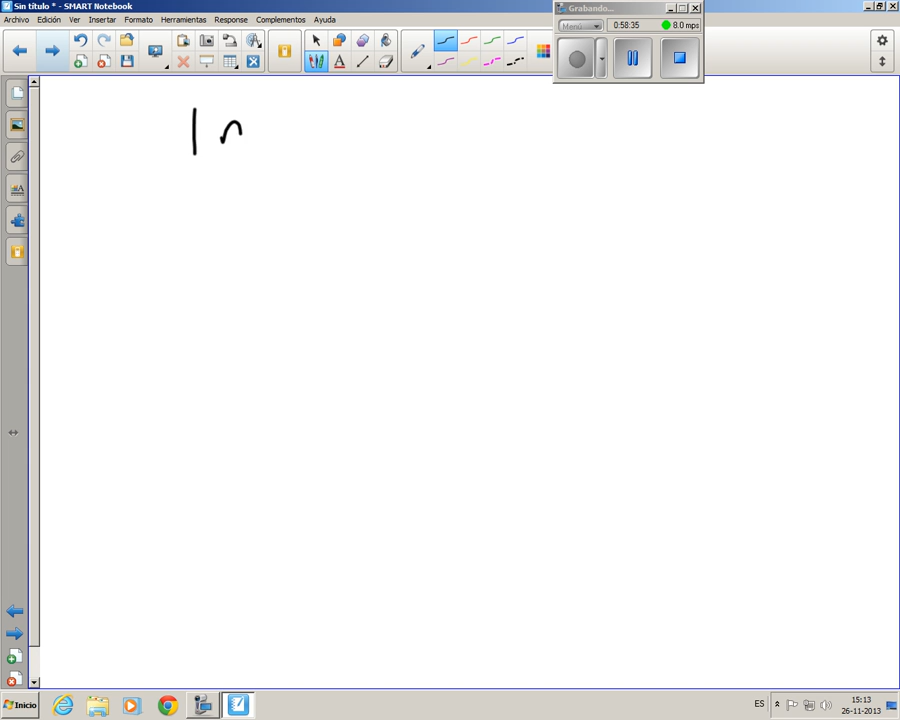 Sin título * - SMART Notebook
Grabando...
Archivo Edición Ver Insertar Formato Herramientas Response Complementos Ayuda
Menú 0:58:35 8.0 mps
In
Inicio
ES
15:13
26-11-2013